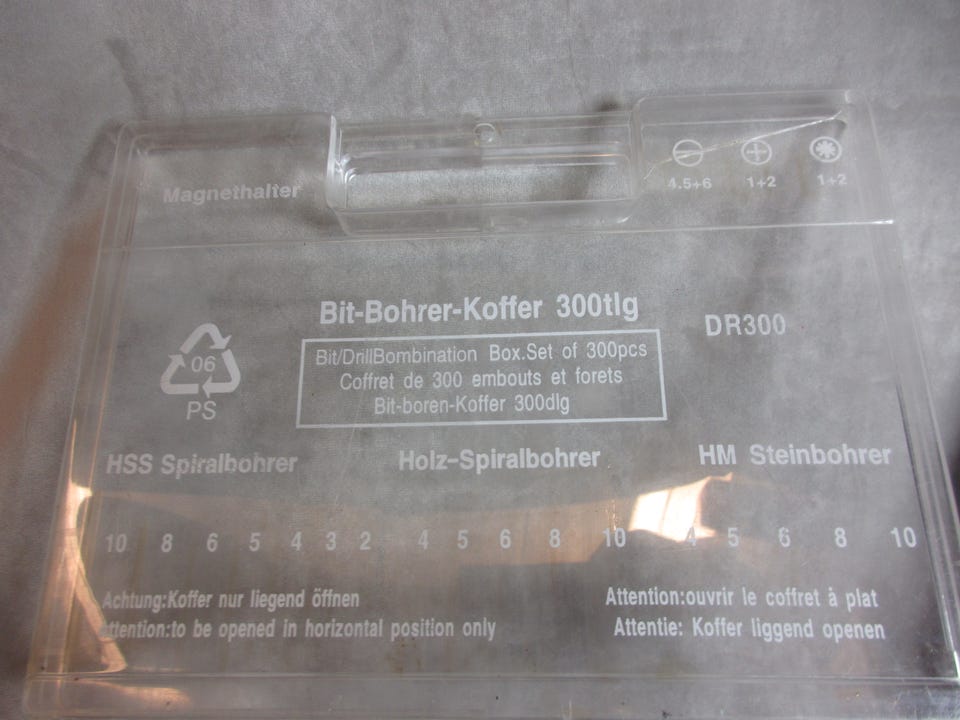 Magnethalter
4.5+6 1+2 1+2
Bit-Bohrer-Koffer 300tlg
DR300
Bit/DrillBombination Box.Set of 300pcs
Coffret de 300 embouts et forets
Bit-boren-Koffer 300dlg
06
PS
HSS Spiralbohrer Holz-Spiralbohrer HM Steinbohrer
10 8 6 5 4 3 2 4 5 6 8 10 4 5 6 8 10
Achtung:Koffer nur liegend öffnen
Attention:to be opened in horizontal position only
Attention:ouvrir le coffret à plat
Attentie: Koffer liggend openen